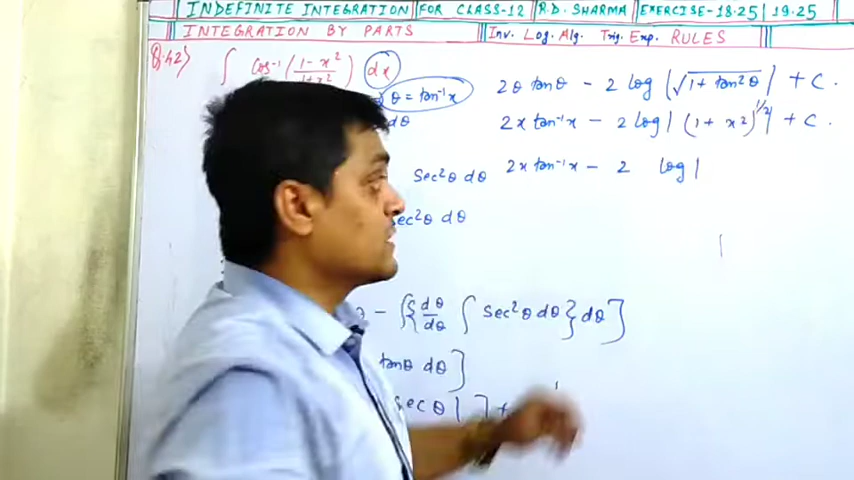 INDEFINITE INTEGRATION FOR CLASS-12 R.D. SHARMA EXERCISE-18.25 | 19.25
INTEGRATION BY PARTS Inv. Log. Alg. Trig. Exp. RULES
Q.42) ∫ Cos⁻¹ (1-x²/1+x²) dx
θ = tan⁻¹x
dθ
Sec²θ dθ
sec²θ dθ
- ∫{dθ/dθ ∫ Sec²θ dθ} dθ]
tanθ dθ]
sec θ | ] +
2θ tanθ - 2 log |√1 + tan²θ| + C.
2x tan⁻¹x - 2 log | (1 + x²)^1/2 | + C.
2x tan⁻¹x - 2 log |